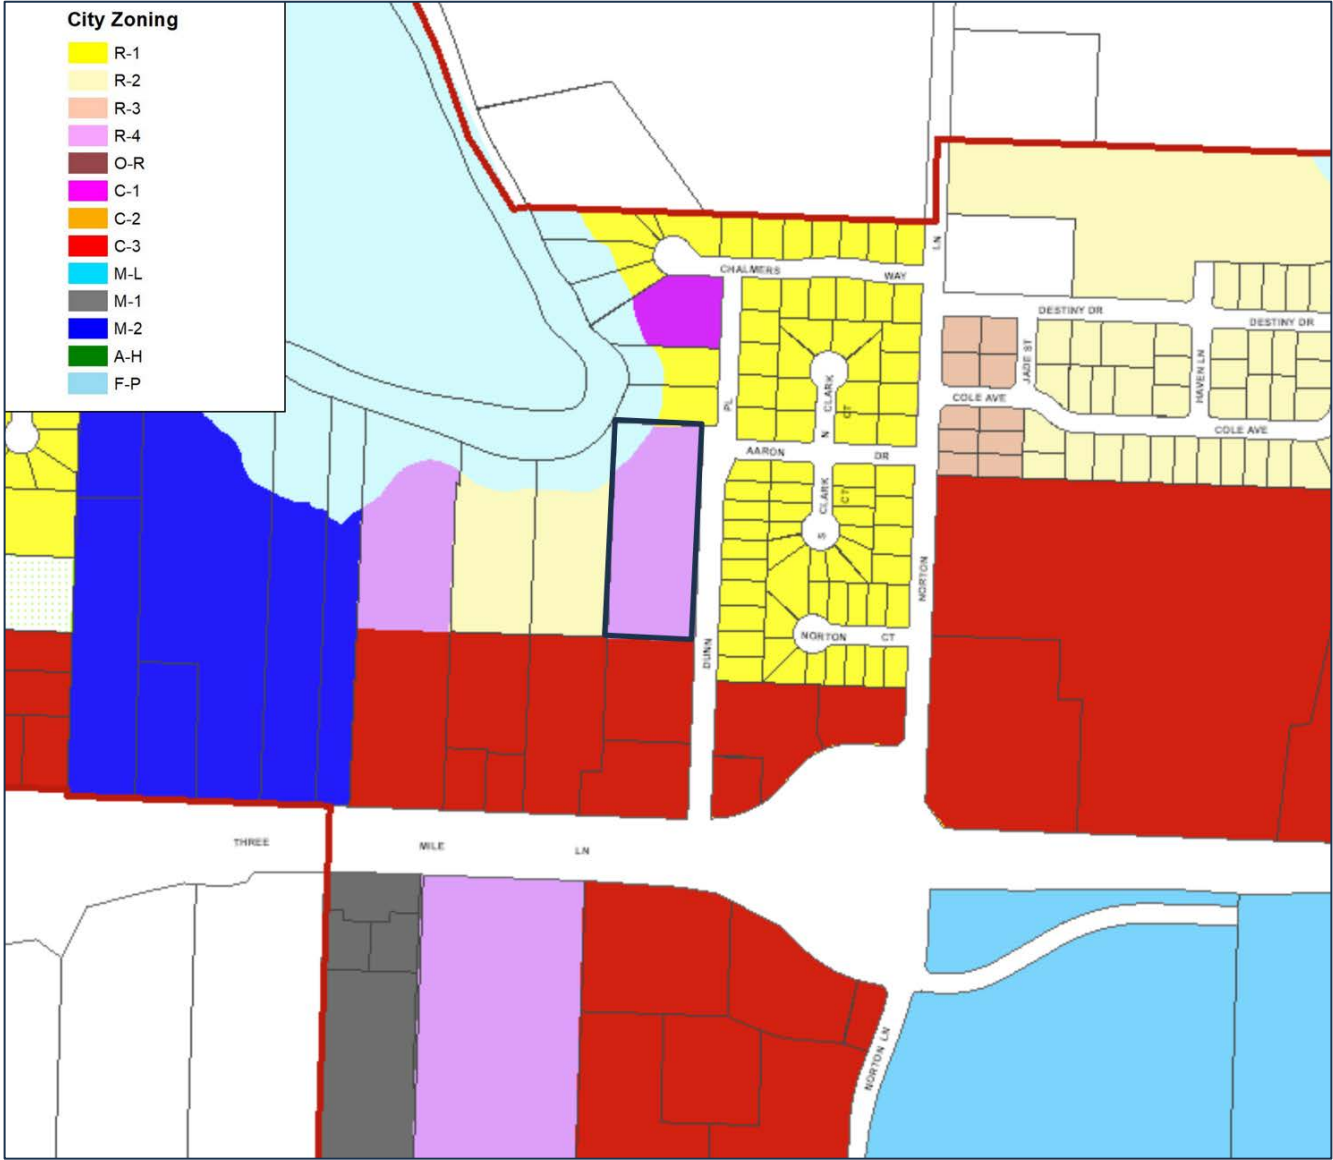 City Zoning
R-1
R-2
R-3
R-4
O-R
C-1
C-2
C-3
M-L
M-1
M-2
A-H
F-P
LN
CHALMERS WAY
DESTINY DR
DESTINY DR
JADE ST
HAVEN LN
PL
N CLARK CT
COLE AVE
COLE AVE
AARON DR
S CLARK CT
NORTON
NORTON CT
DUNN
THREE MILE LN
NORTON LN